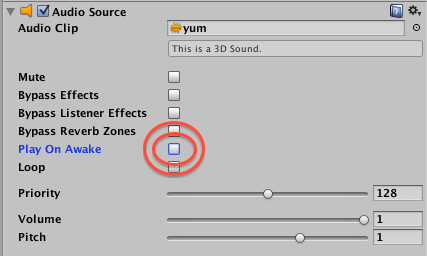 Audio Source
Audio Clip yum
This is a 3D Sound.
Mute
Bypass Effects
Bypass Listener Effects
Bypass Reverb Zones
Play On Awake
Loop
Priority 128
Volume 1
Pitch 1